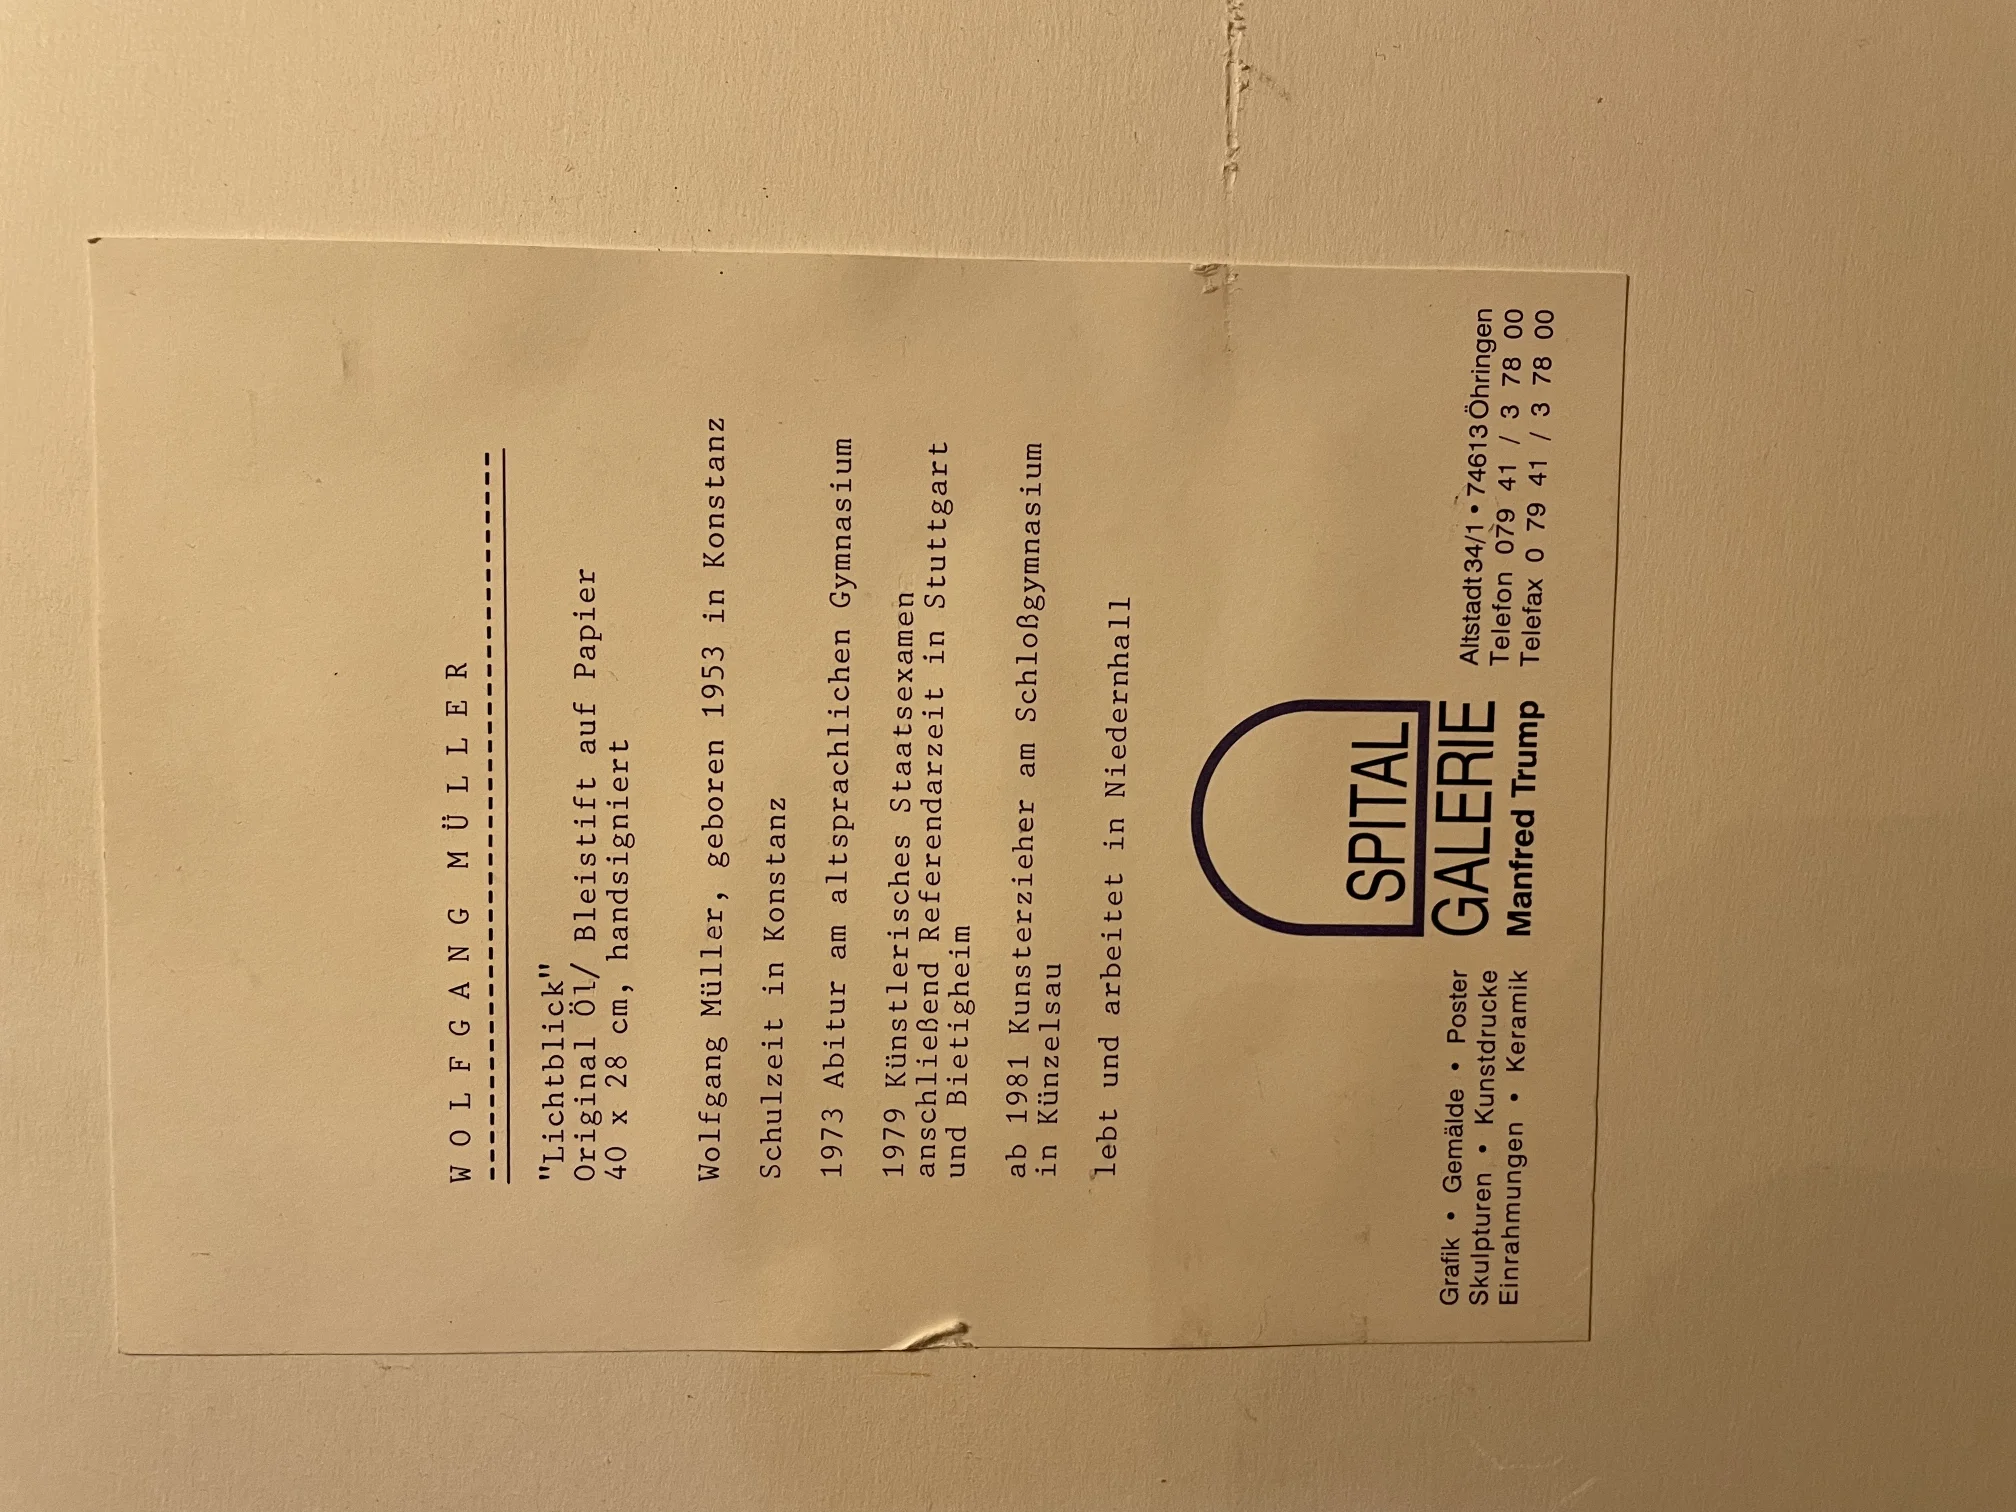 WOLFGANG MÜLLER
"Lichtblick"
Original Öl/ Bleistift auf Papier
40 x 28 cm, handsigniert
Wolfgang Müller, geboren 1953 in Konstanz
Schulzeit in Konstanz
1973 Abitur am altsprachlichen Gymnasium
1979 Künstlerisches Staatsexamen
anschließend Referendarzeit in Stuttgart
und Bietigheim
ab 1981 Kunsterzieher am Schloßgymnasium
in Künzelsau
lebt und arbeitet in Niedernhall
Grafik • Gemälde • Poster
Skulpturen • Kunstdrucke
Einrahmungen • Keramik
SPITAL
GALERIE
Manfred Trump
Altstadt 34/1 • 74613 Öhringen
Telefon 079 41 / 3 78 00
Telefax 0 79 41 / 3 78 00